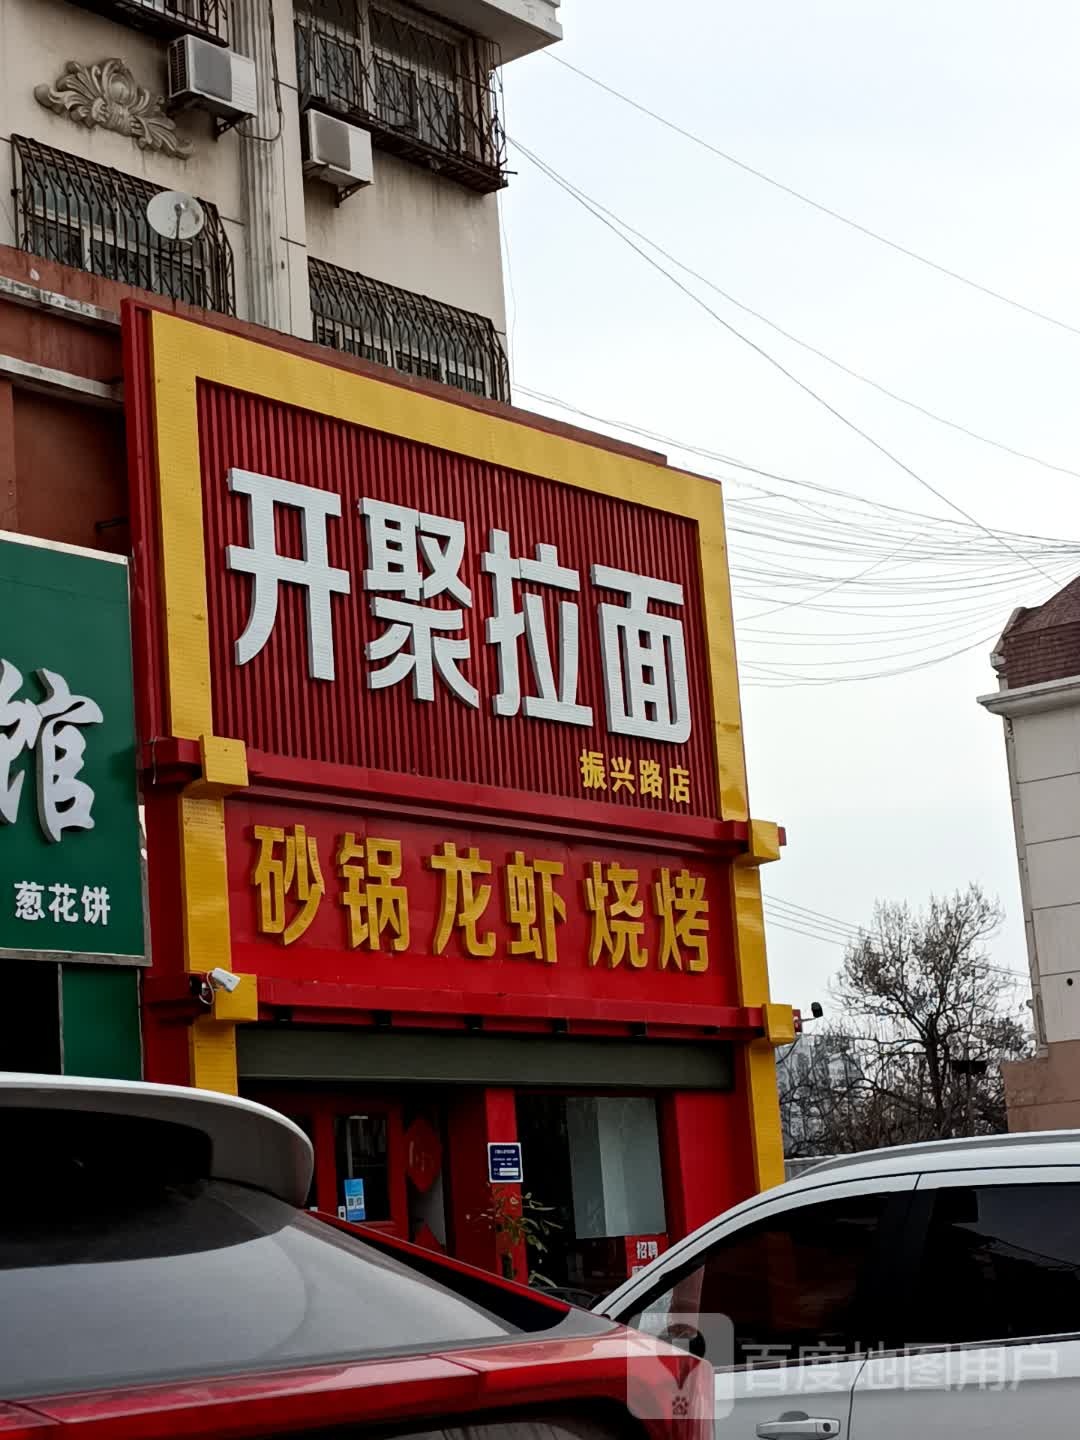 开聚拉面
振兴路店
砂锅 龙虾 烧烤
馆
葱花饼
招聘
百度地图用户